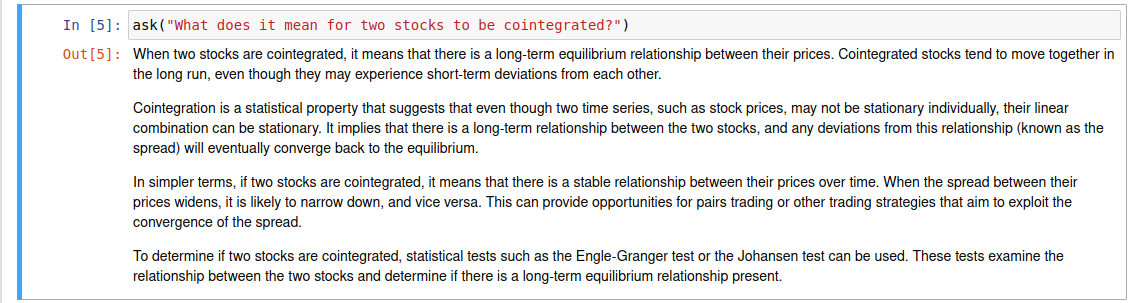 In [5]: ask("What does it mean for two stocks to be cointegrated?")
Out[5]: When two stocks are cointegrated, it means that there is a long-term equilibrium relationship between their prices. Cointegrated stocks tend to move together in
the long run, even though they may experience short-term deviations from each other.
Cointegration is a statistical property that suggests that even though two time series, such as stock prices, may not be stationary individually, their linear
combination can be stationary. It implies that there is a long-term relationship between the two stocks, and any deviations from this relationship (known as the
spread) will eventually converge back to the equilibrium.
In simpler terms, if two stocks are cointegrated, it means that there is a stable relationship between their prices over time. When the spread between their
prices widens, it is likely to narrow down, and vice versa. This can provide opportunities for pairs trading or other trading strategies that aim to exploit the
convergence of the spread.
To determine if two stocks are cointegrated, statistical tests such as the Engle-Granger test or the Johansen test can be used. These tests examine the
relationship between the two stocks and determine if there is a long-term equilibrium relationship present.